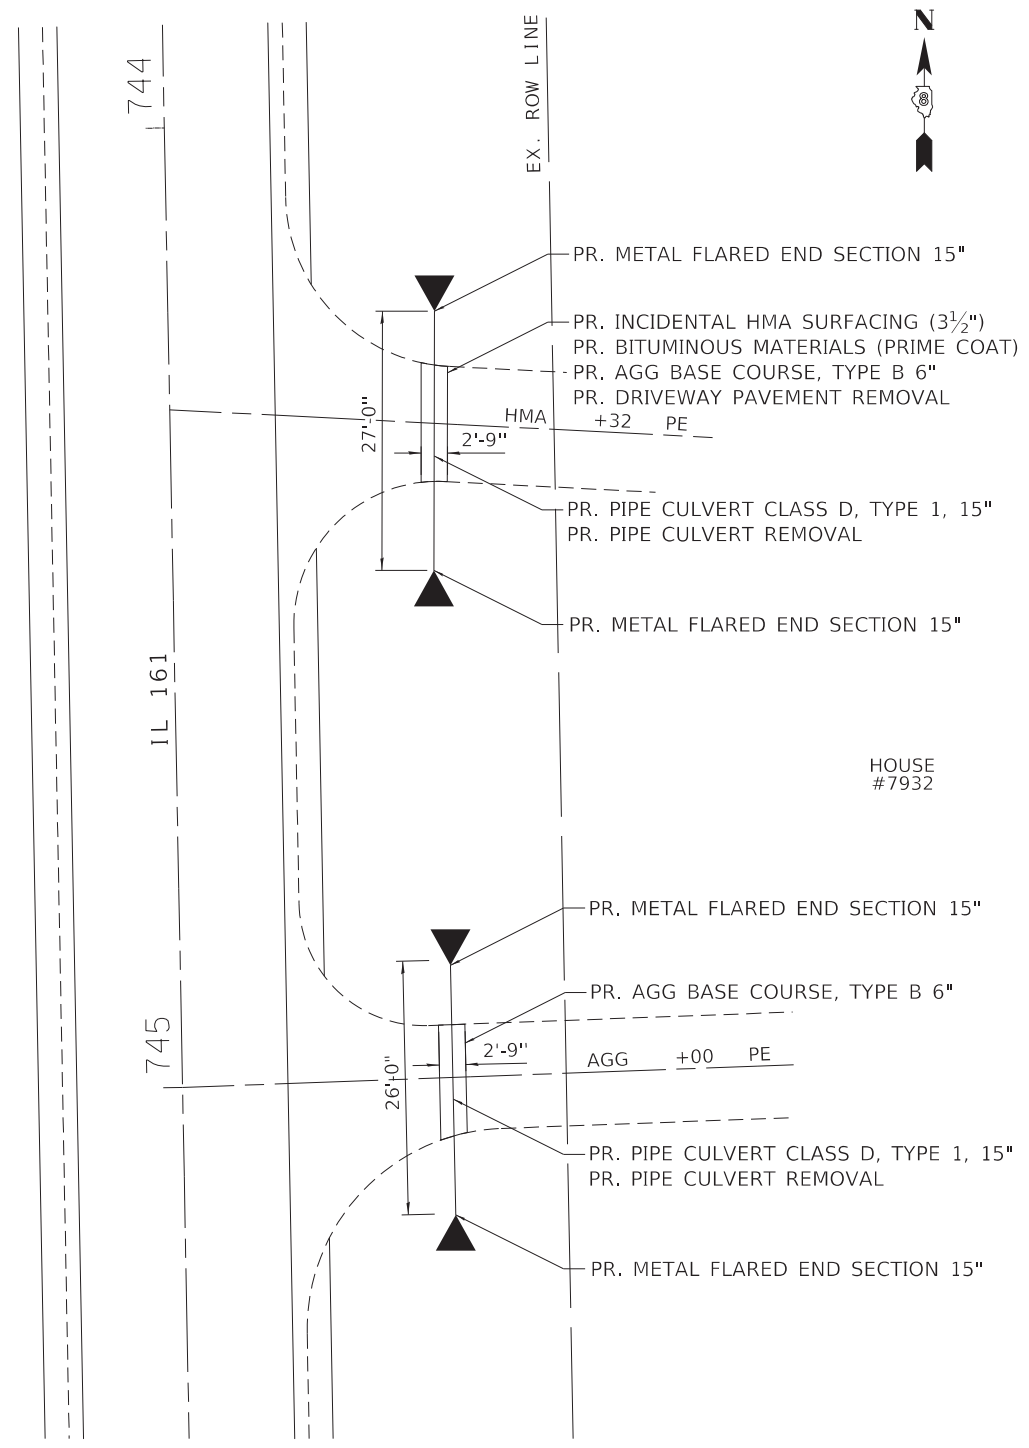 N
8
744
EX. ROW LINE
PR. METAL FLARED END SECTION 15"
PR. INCIDENTAL HMA SURFACING (3½")
PR. BITUMINOUS MATERIALS (PRIME COAT)
PR. AGG BASE COURSE, TYPE B 6"
PR. DRIVEWAY PAVEMENT REMOVAL
27'-0"
HMA +32 PE
2'-9"
PR. PIPE CULVERT CLASS D, TYPE 1, 15"
PR. PIPE CULVERT REMOVAL
PR. METAL FLARED END SECTION 15"
IL 161
HOUSE
#7932
PR. METAL FLARED END SECTION 15"
PR. AGG BASE COURSE, TYPE B 6"
745
2'-9"
AGG +00 PE
26'-0"
PR. PIPE CULVERT CLASS D, TYPE 1, 15"
PR. PIPE CULVERT REMOVAL
PR. METAL FLARED END SECTION 15"